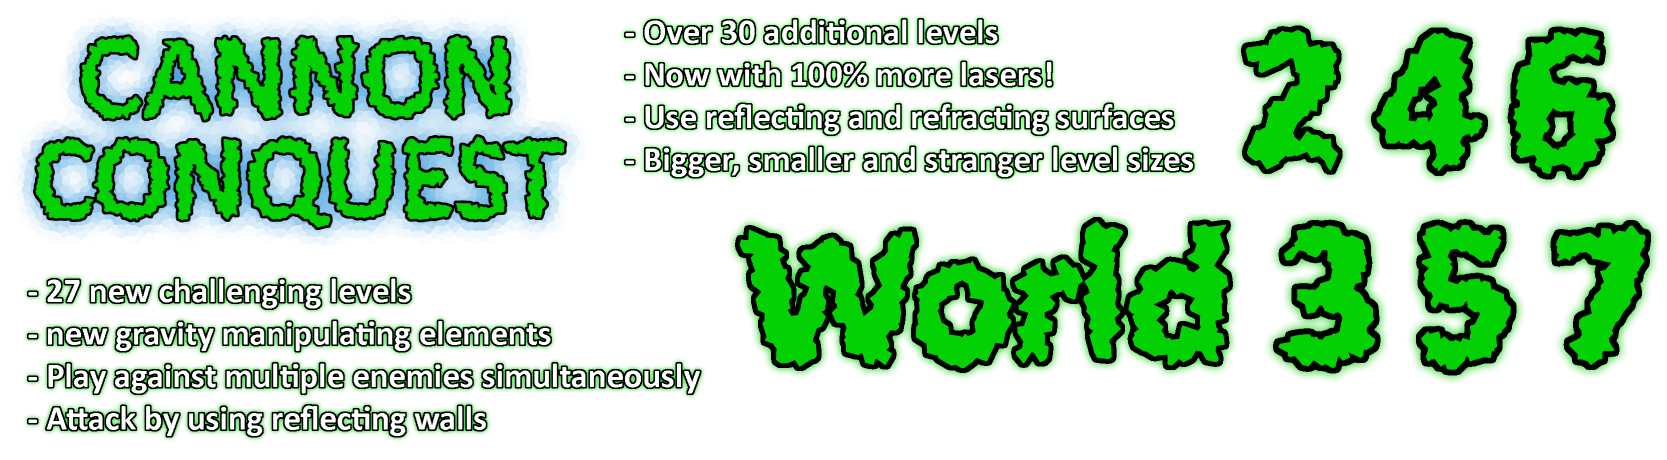 CANNON
CONQUEST
- Over 30 additional levels
- Now with 100% more lasers!
- Use reflecting and refracting surfaces
- Bigger, smaller and stranger level sizes
2 4 6
World 3 5 7
- 27 new challenging levels
- new gravity manipulating elements
- Play against multiple enemies simultaneously
- Attack by using reflecting walls